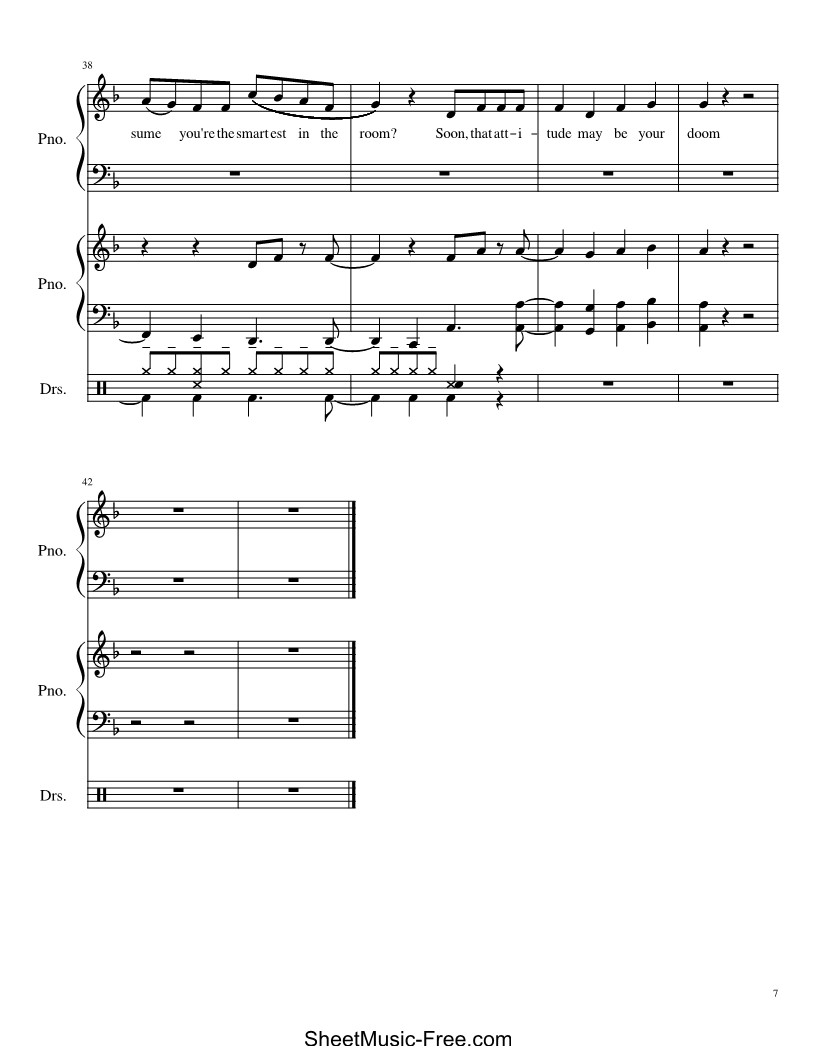 38
Pno.
sume you're the smart est in the room? Soon, that att – i – tude may be your doom
Pno.
Drs.
42
Pno.
Pno.
Drs.
7
SheetMusic-Free.com